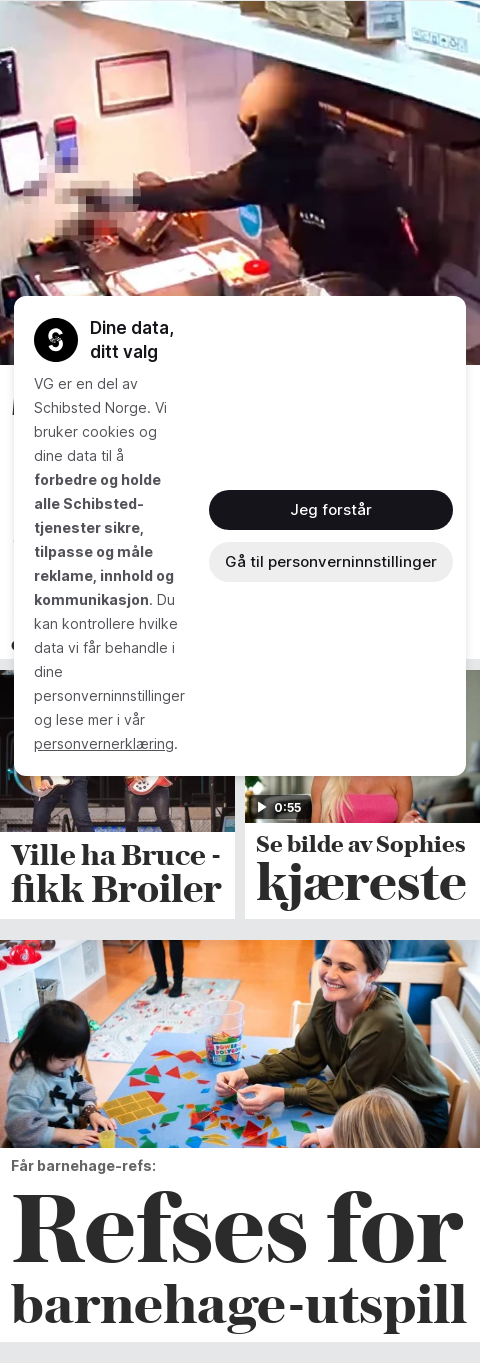 ALPHA
Dine data,
ditt valg
VG er en del av
Schibsted Norge. Vi
bruker cookies og
dine data til å
forbedre og holde
alle Schibsted-
tjenester sikre,
tilpasse og måle
reklame, innhold og
kommunikasjon. Du
kan kontrollere hvilke
data vi får behandle i
dine
personverninnstillinger
og lese mer i vår
personvernerklæring.
Jeg forstår
Gå til personverninnstillinger
0:55
Ville ha Bruce -
fikk Broiler
Se bilde av Sophies
kjæreste
Får barnehage-refs:
Refses for
barnehage-utspill